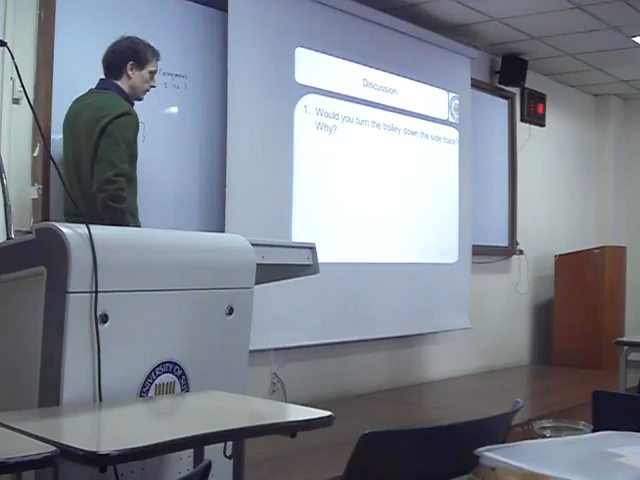 Discussion
1. Would you turn the trolley down the side track?
Why?
UNIVERSITY OF